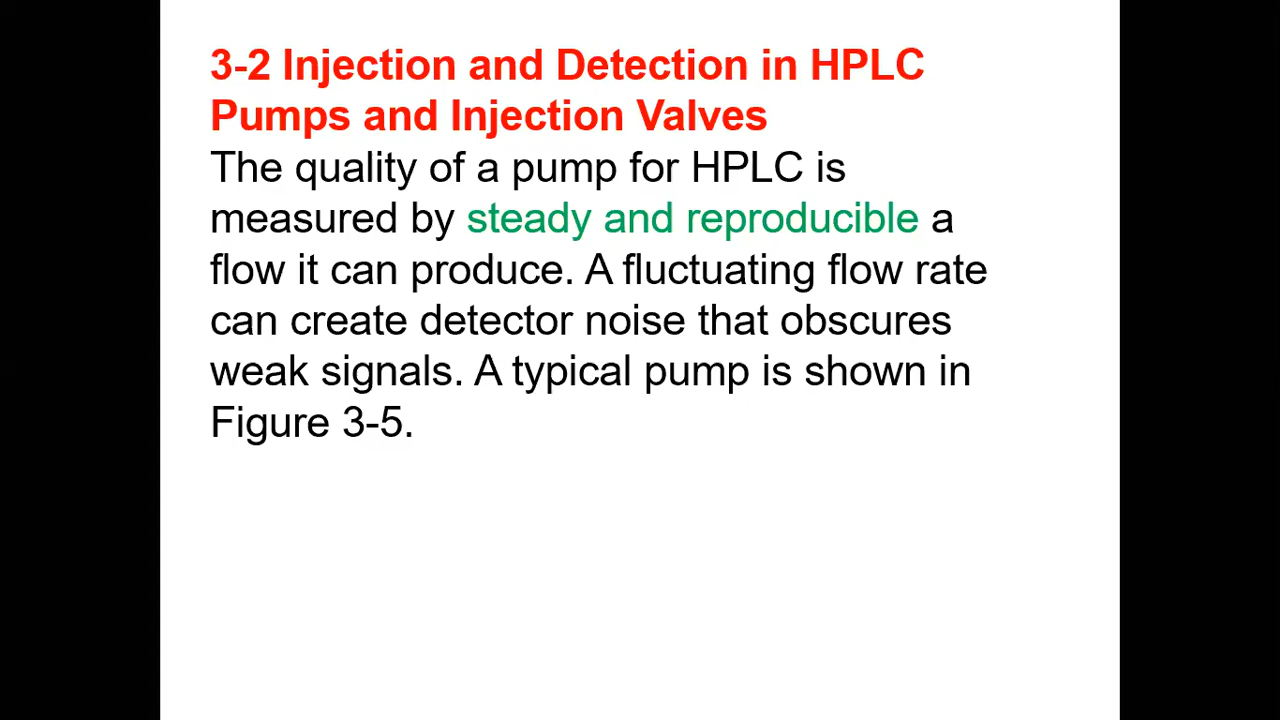 3-2 Injection and Detection in HPLC
Pumps and Injection Valves
The quality of a pump for HPLC is
measured by steady and reproducible a
flow it can produce. A fluctuating flow rate
can create detector noise that obscures
weak signals. A typical pump is shown in
Figure 3-5.